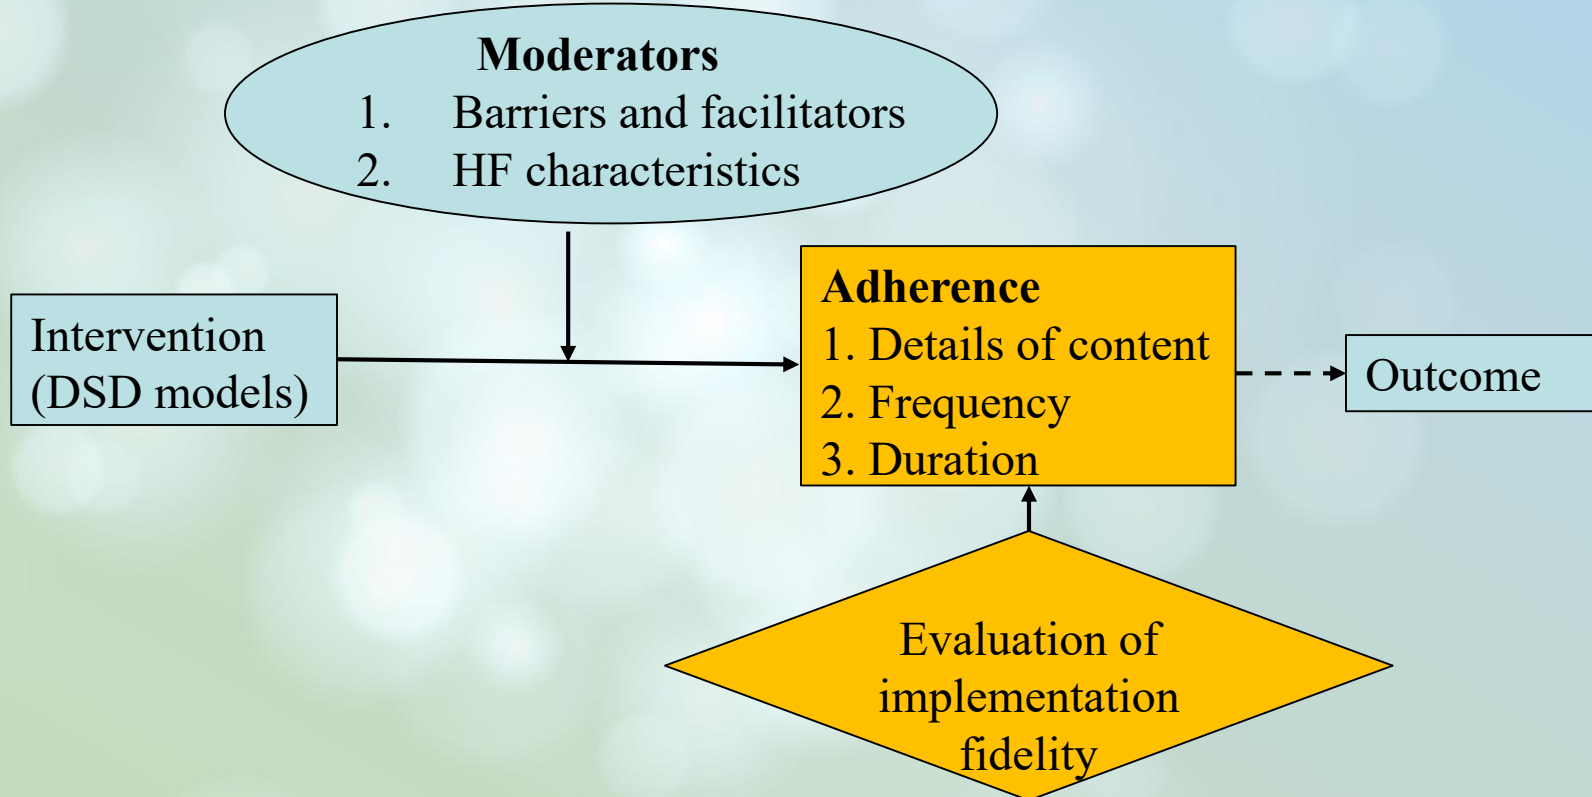 Moderators
1. Barriers and facilitators
2. HF characteristics
Intervention
(DSD models)
Adherence
1. Details of content
2. Frequency
3. Duration
Outcome
Evaluation of
implementation
fidelity